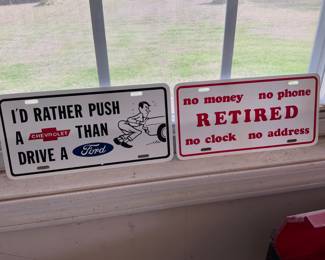 I'D RATHER PUSH
A CHEVROLET THAN
DRIVE A Ford
no money no phone
RETIRED
no clock no address